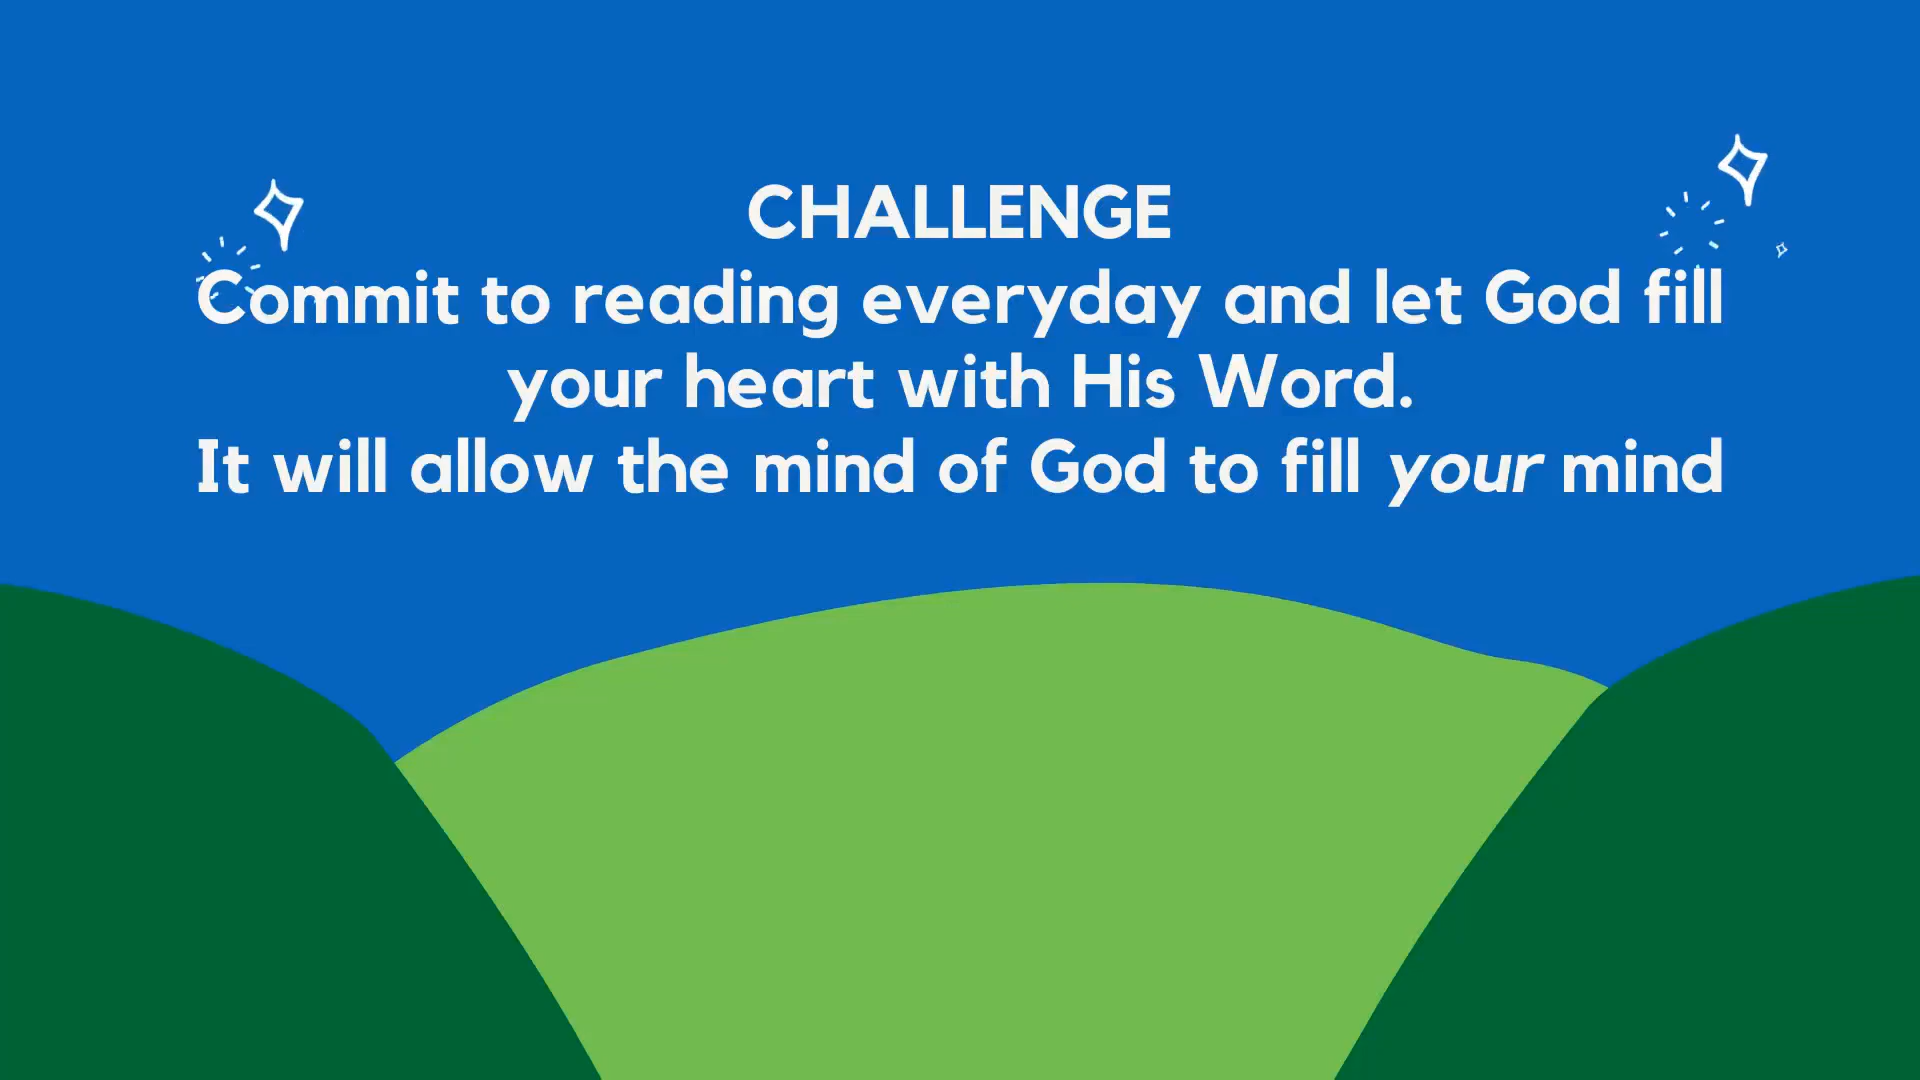 CHALLENGE
Commit to reading everyday and let God fill
your heart with His Word.
It will allow the mind of God to fill your mind